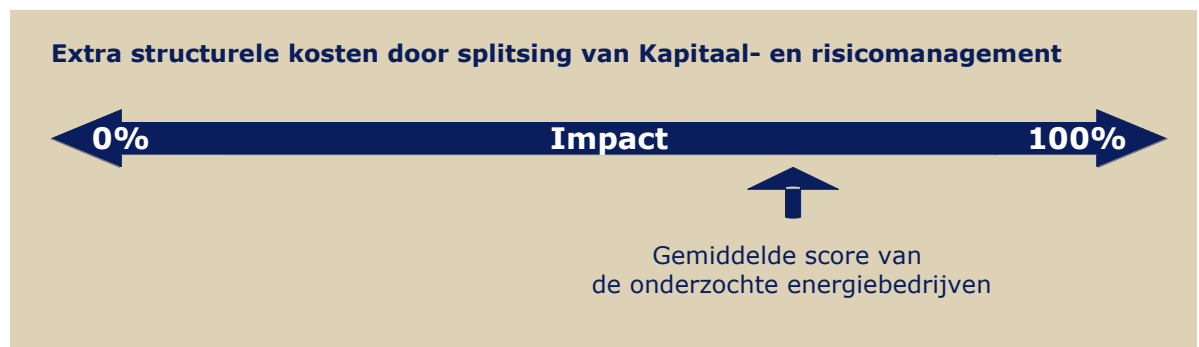 Extra structurele kosten door splitsing van Kapitaal- en risicomanagement
0% Impact 100%
Gemiddelde score van
de onderzochte energiebedrijven